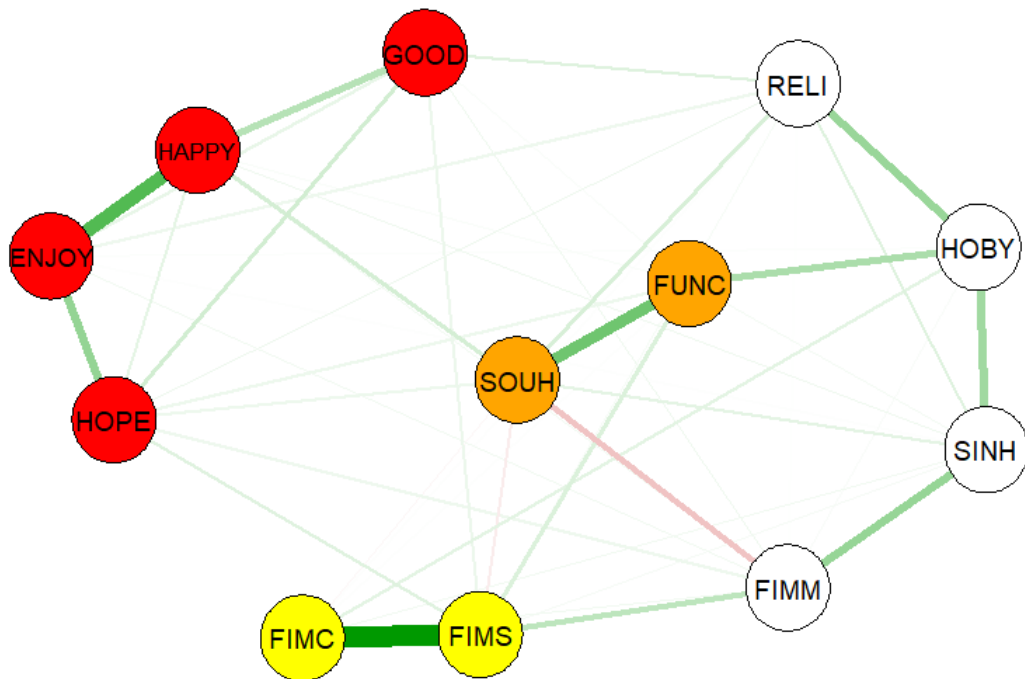 GOOD
RELI
HAPPY
HOBY
ENJOY
FUNC
SOUH
HOPE
SINH
FIMM
FIMC
FIMS